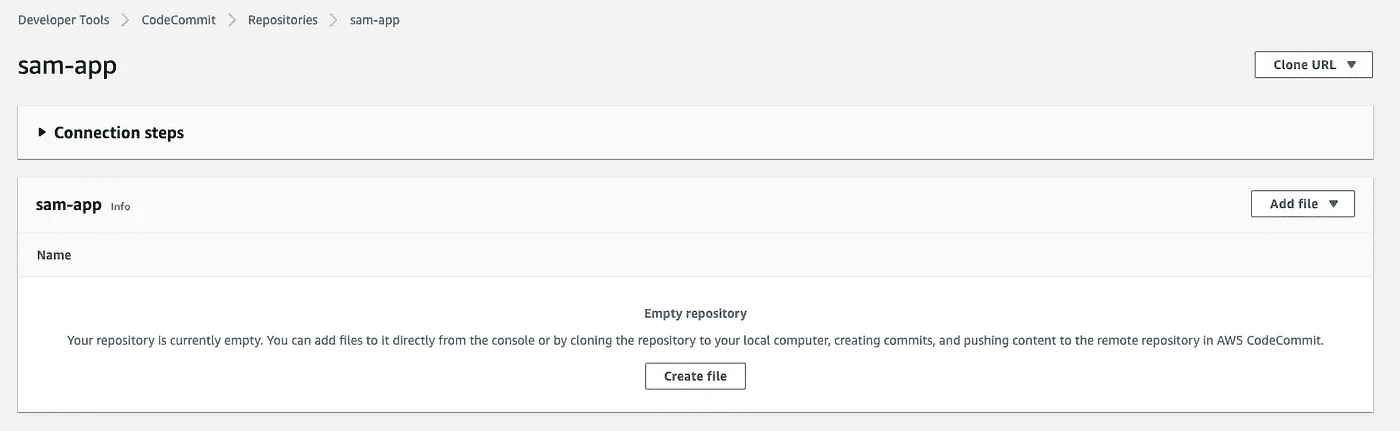 Developer Tools > CodeCommit > Repositories > sam-app
sam-app
Clone URL ▼
Connection steps
sam-app Info
Add file ▼
Name
Empty repository
Your repository is currently empty. You can add files to it directly from the console or by cloning the repository to your local computer, creating commits, and pushing content to the remote repository in AWS CodeCommit.
Create file